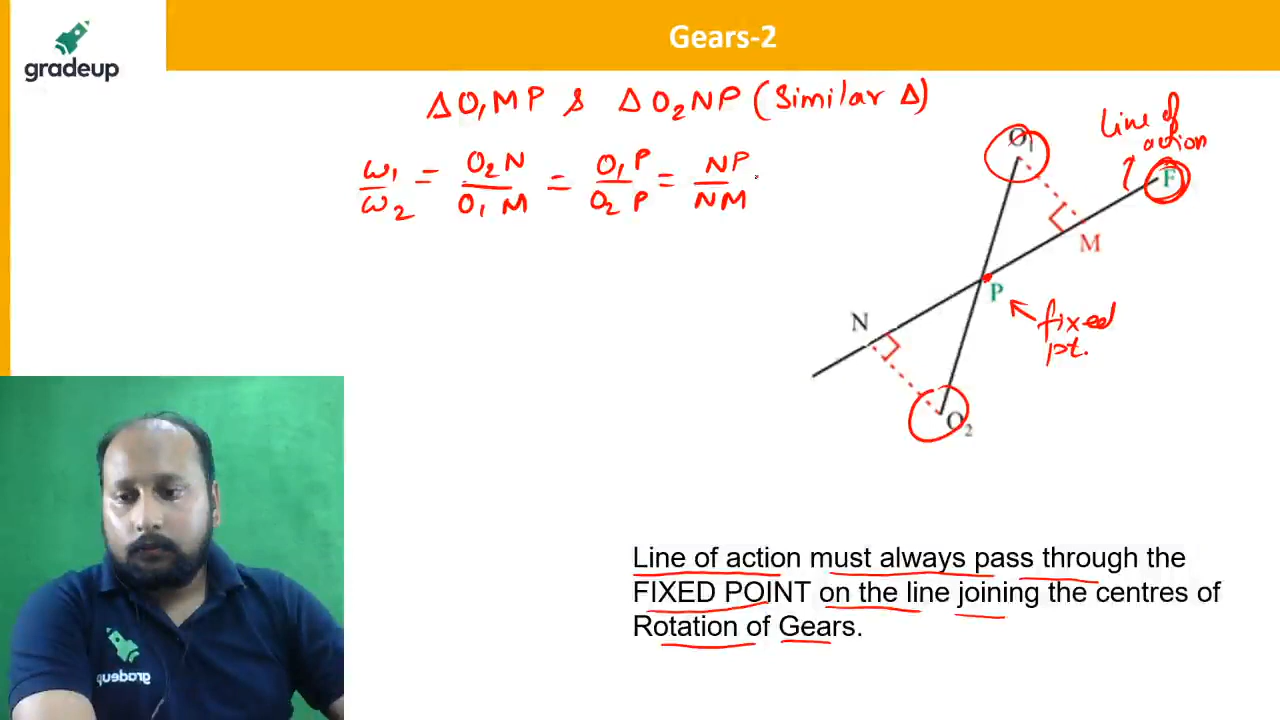 Gears-2
gradeup
Δ O₁MP & Δ O₂NP (Similar Δ)
ω₁/ω₂ = O₂N/O₁M = O₁P/O₂P = NP/NM
Line of
action
O₁
F
M
P
fixed
pt.
N
O₂
Line of action must always pass through the
FIXED POINT on the line joining the centres of
Rotation of Gears.
gradeup